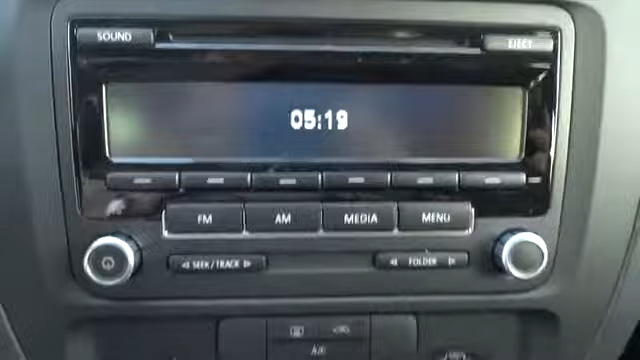 SOUND
EJECT
05:19
FM AM MEDIA MENU
SEEK/TRACK FOLDER